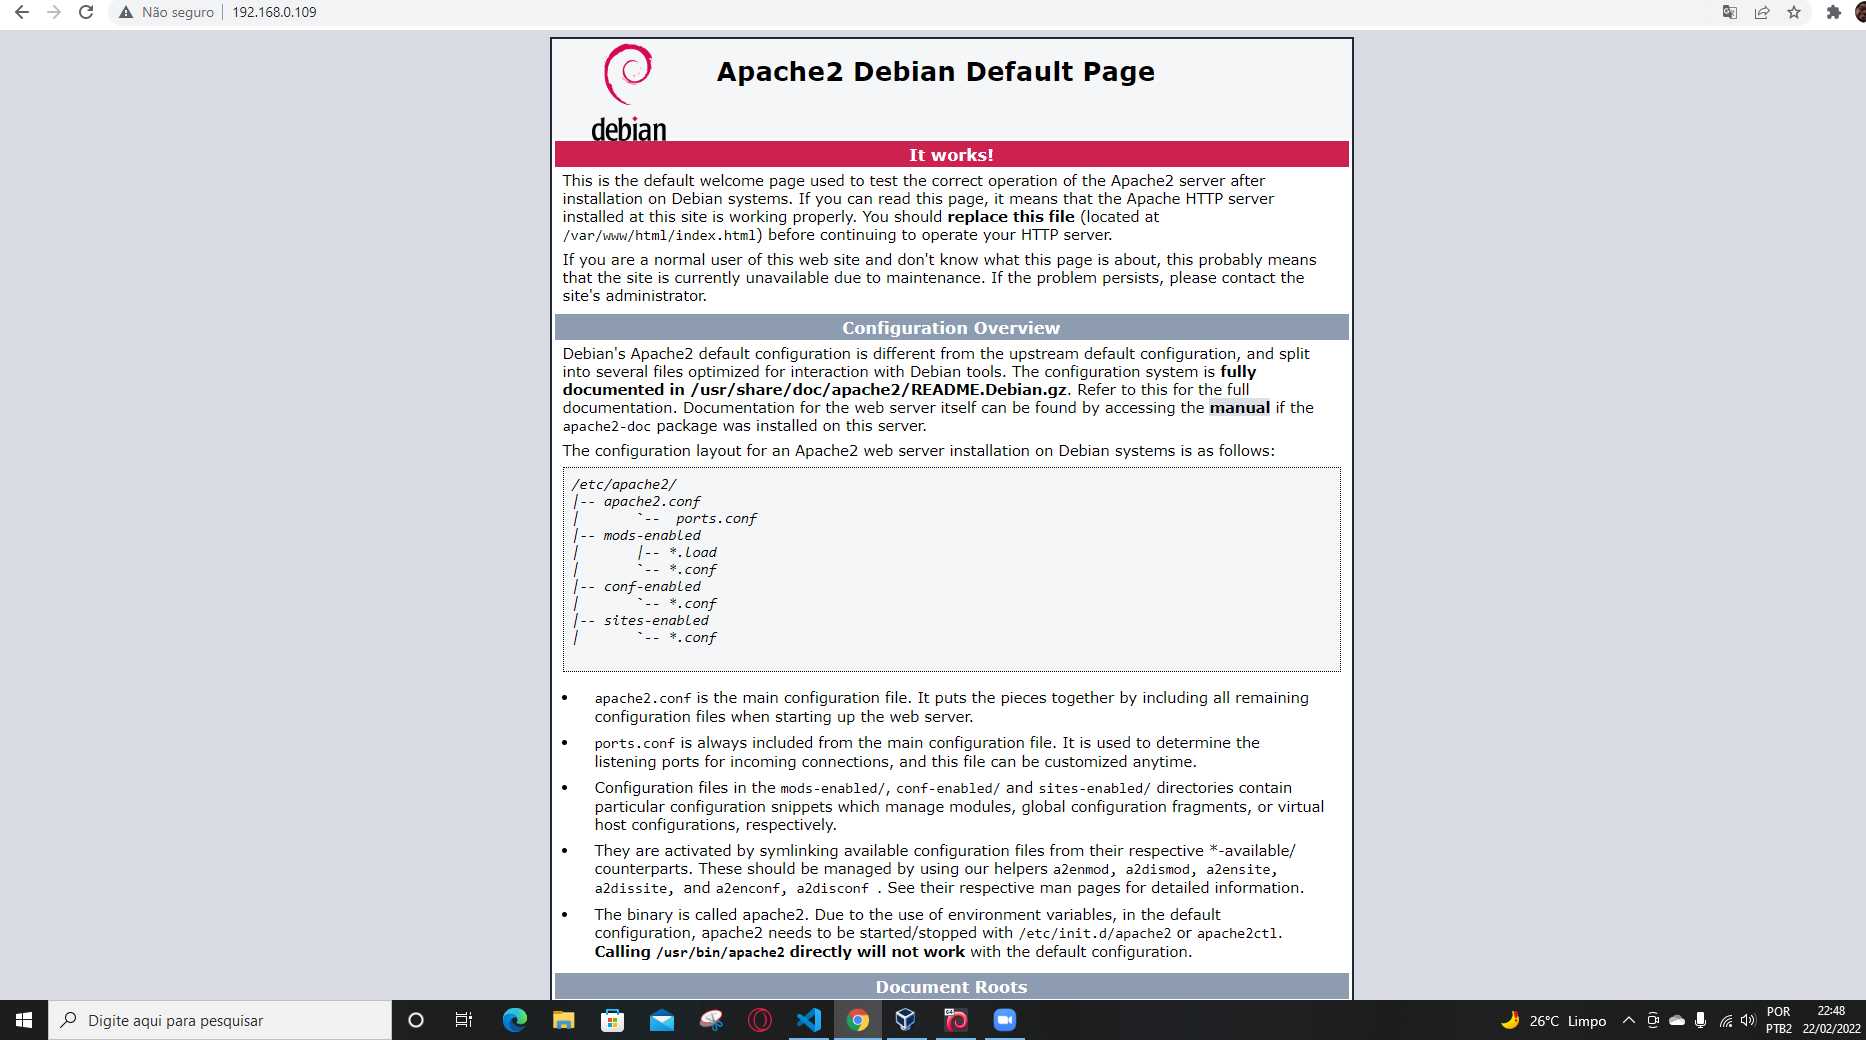 Não seguro
192.168.0.109
debian
Apache2 Debian Default Page
It works!
This is the default welcome page used to test the correct operation of the Apache2 server after
installation on Debian systems. If you can read this page, it means that the Apache HTTP server
installed at this site is working properly. You should replace this file (located at
/var/www/html/index.html) before continuing to operate your HTTP server.
If you are a normal user of this web site and don't know what this page is about, this probably means
that the site is currently unavailable due to maintenance. If the problem persists, please contact the
site's administrator.
Configuration Overview
Debian's Apache2 default configuration is different from the upstream default configuration, and split
into several files optimized for interaction with Debian tools. The configuration system is fully
documented in /usr/share/doc/apache2/README.Debian.gz. Refer to this for the full
documentation. Documentation for the web server itself can be found by accessing the manual if the
apache2-doc package was installed on this server.
The configuration layout for an Apache2 web server installation on Debian systems is as follows:
/etc/apache2/
|-- apache2.conf
|       `--  ports.conf
|-- mods-enabled
|       |-- *.load
|       `-- *.conf
|-- conf-enabled
|       `-- *.conf
|-- sites-enabled
|       `-- *.conf
• apache2.conf is the main configuration file. It puts the pieces together by including all remaining
configuration files when starting up the web server.
• ports.conf is always included from the main configuration file. It is used to determine the
listening ports for incoming connections, and this file can be customized anytime.
• Configuration files in the mods-enabled/, conf-enabled/ and sites-enabled/ directories contain
particular configuration snippets which manage modules, global configuration fragments, or virtual
host configurations, respectively.
• They are activated by symlinking available configuration files from their respective *-available/
counterparts. These should be managed by using our helpers a2enmod, a2dismod, a2ensite,
a2dissite, and a2enconf, a2disconf . See their respective man pages for detailed information.
• The binary is called apache2. Due to the use of environment variables, in the default
configuration, apache2 needs to be started/stopped with /etc/init.d/apache2 or apache2ctl.
Calling /usr/bin/apache2 directly will not work with the default configuration.
Document Roots
Digite aqui para pesquisar
26°C Limpo
POR
PTB2
22:48
22/02/2022